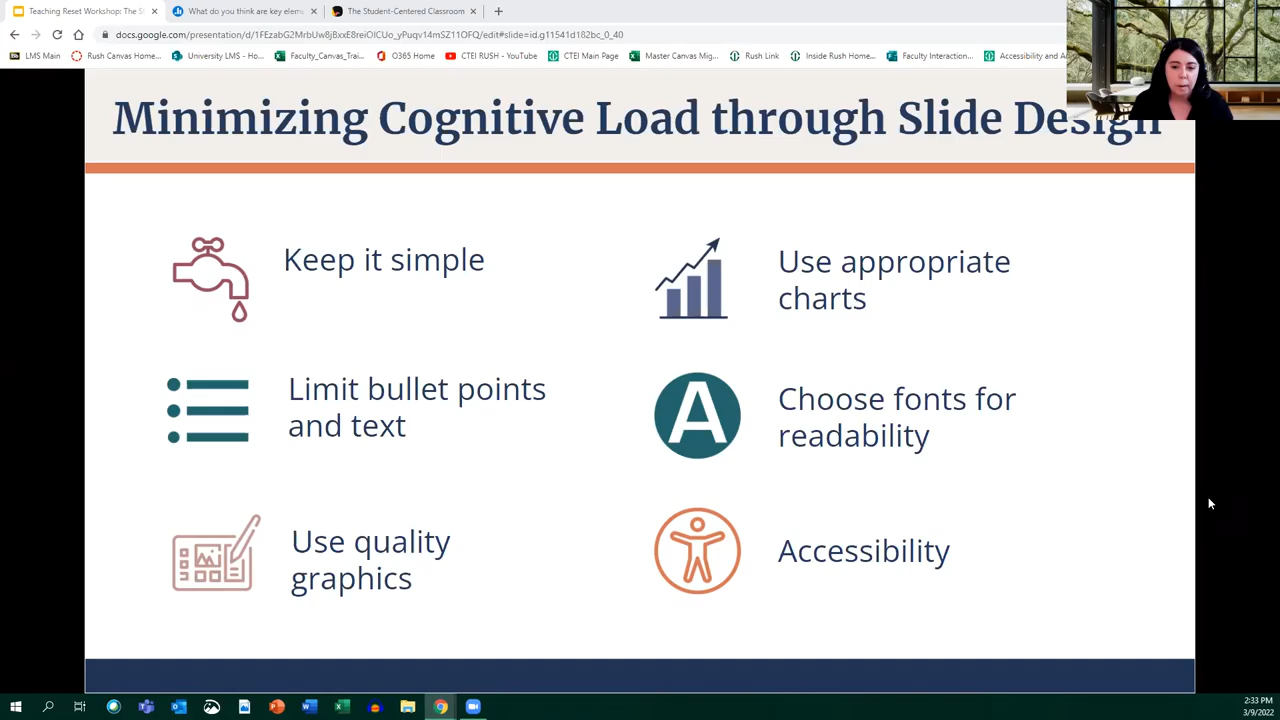 Teaching Reset Workshop: The S
What do you think are key eleme
The Student-Centered Classroom
docs.google.com/presentation/d/1FEzabG2MrbUw8jBxxE8reiOICUo_yPuqv14mSZ11OFQ/edit#slide=id.g11541d182bc_0_40
LMS Main
Rush Canvas Home...
University LMS - Ho...
Faculty_Canvas_Trai...
O365 Home
CTEI RUSH - YouTube
CTEI Main Page
Master Canvas Mig...
Rush Link
Inside Rush Home...
Faculty Interaction...
Accessibility and A
Minimizing Cognitive Load through Slide Design
Keep it simple
Use appropriate
charts
Limit bullet points
and text
A
Choose fonts for
readability
Use quality
graphics
Accessibility
2:33 PM
3/9/2022